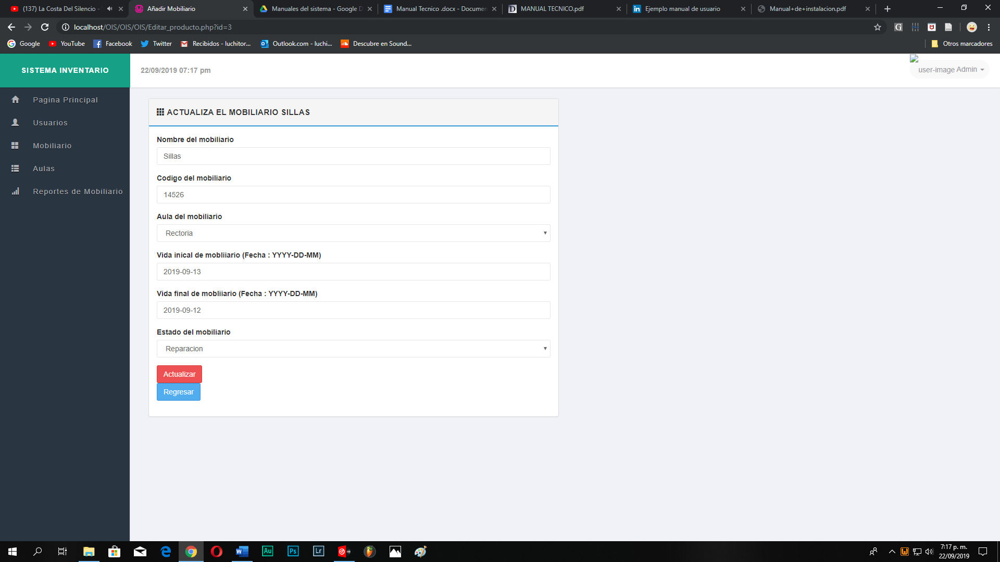 (137) La Costa Del Silencio -
Añadir Mobiliario
Manuales del sistema - Google D
Manual Tecnico .docx - Documen
MANUAL TECNICO.pdf
Ejemplo manual de usuario
Manual+de+instalacion.pdf
localhost/OIS/OIS/OIS/Editar_producto.php?id=3
Google
YouTube
Facebook
Twitter
Recibidos - luchitor...
Outlook.com - luchi...
Descubre en Sound...
Otros marcadores
SISTEMA INVENTARIO
22/09/2019 07:17 pm
user-image Admin
Pagina Principal
Usuarios
Mobiliario
Aulas
Reportes de Mobiliario
ACTUALIZA EL MOBILIARIO SILLAS
Nombre del mobiliario
Sillas
Codigo del mobiliario
14526
Aula del mobiliario
Rectoria
Vida inical de mobliiario (Fecha : YYYY-DD-MM)
2019-09-13
Vida final de mobliiario (Fecha : YYYY-DD-MM)
2019-09-12
Estado del mobiliario
Reparacion
Actualizar
Regresar
Au
Ps
Lr
7:17 p. m.
22/09/2019